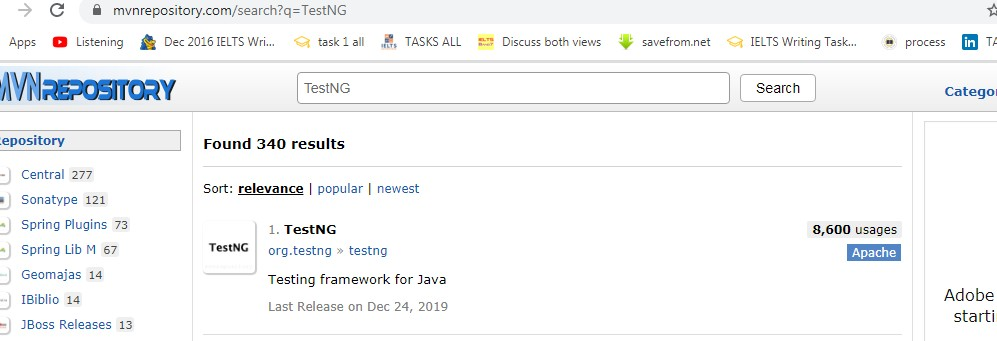 mvnrepository.com/search?q=TestNG
Apps Listening Dec 2016 IELTS Wri... task 1 all TASKS ALL Discuss both views savefrom.net IELTS Writing Task... process
MVNREPOSITORY TestNG Search Catego
Repository
Found 340 results
Central 277
Sort: relevance | popular | newest
Sonatype 121
Spring Plugins 73
Spring Lib M 67
Geomajas 14
IBiblio 14
JBoss Releases 13
TestNG
1. TestNG 8,600 usages
org.testng » testng Apache
Testing framework for Java
Last Release on Dec 24, 2019
Adobe
starti